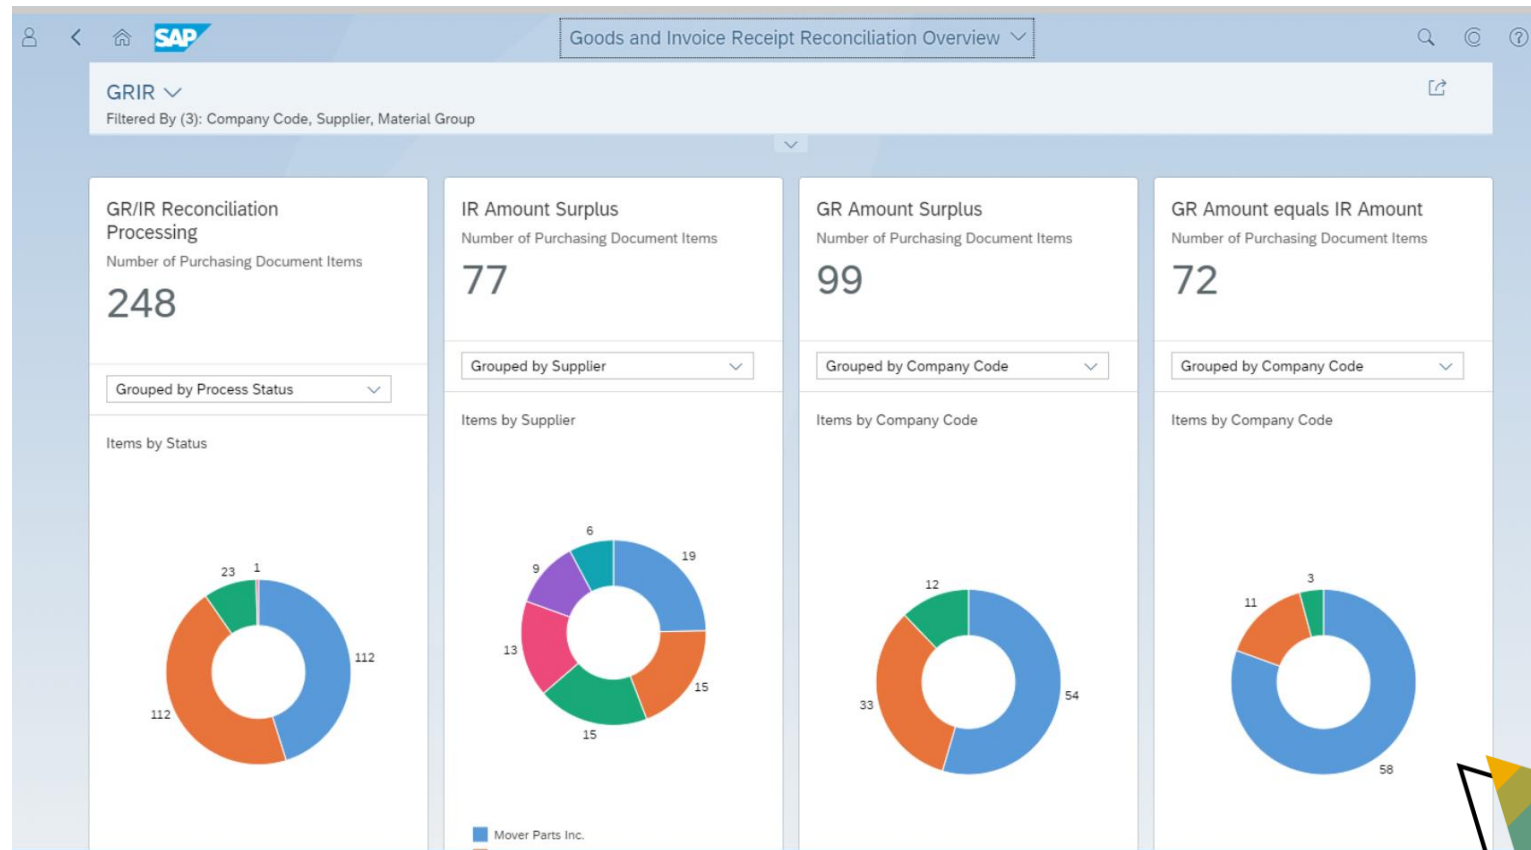 SAP
Goods and Invoice Receipt Reconciliation Overview
GRIR
Filtered By (3): Company Code, Supplier, Material Group
GR/IR Reconciliation
Processing
Number of Purchasing Document Items
248
Grouped by Process Status
Items by Status
23
1
112
112
IR Amount Surplus
Number of Purchasing Document Items
77
Grouped by Supplier
Items by Supplier
6
19
9
13
15
15
Mover Parts Inc.
GR Amount Surplus
Number of Purchasing Document Items
99
Grouped by Company Code
Items by Company Code
12
54
33
GR Amount equals IR Amount
Number of Purchasing Document Items
72
Grouped by Company Code
Items by Company Code
3
11
58